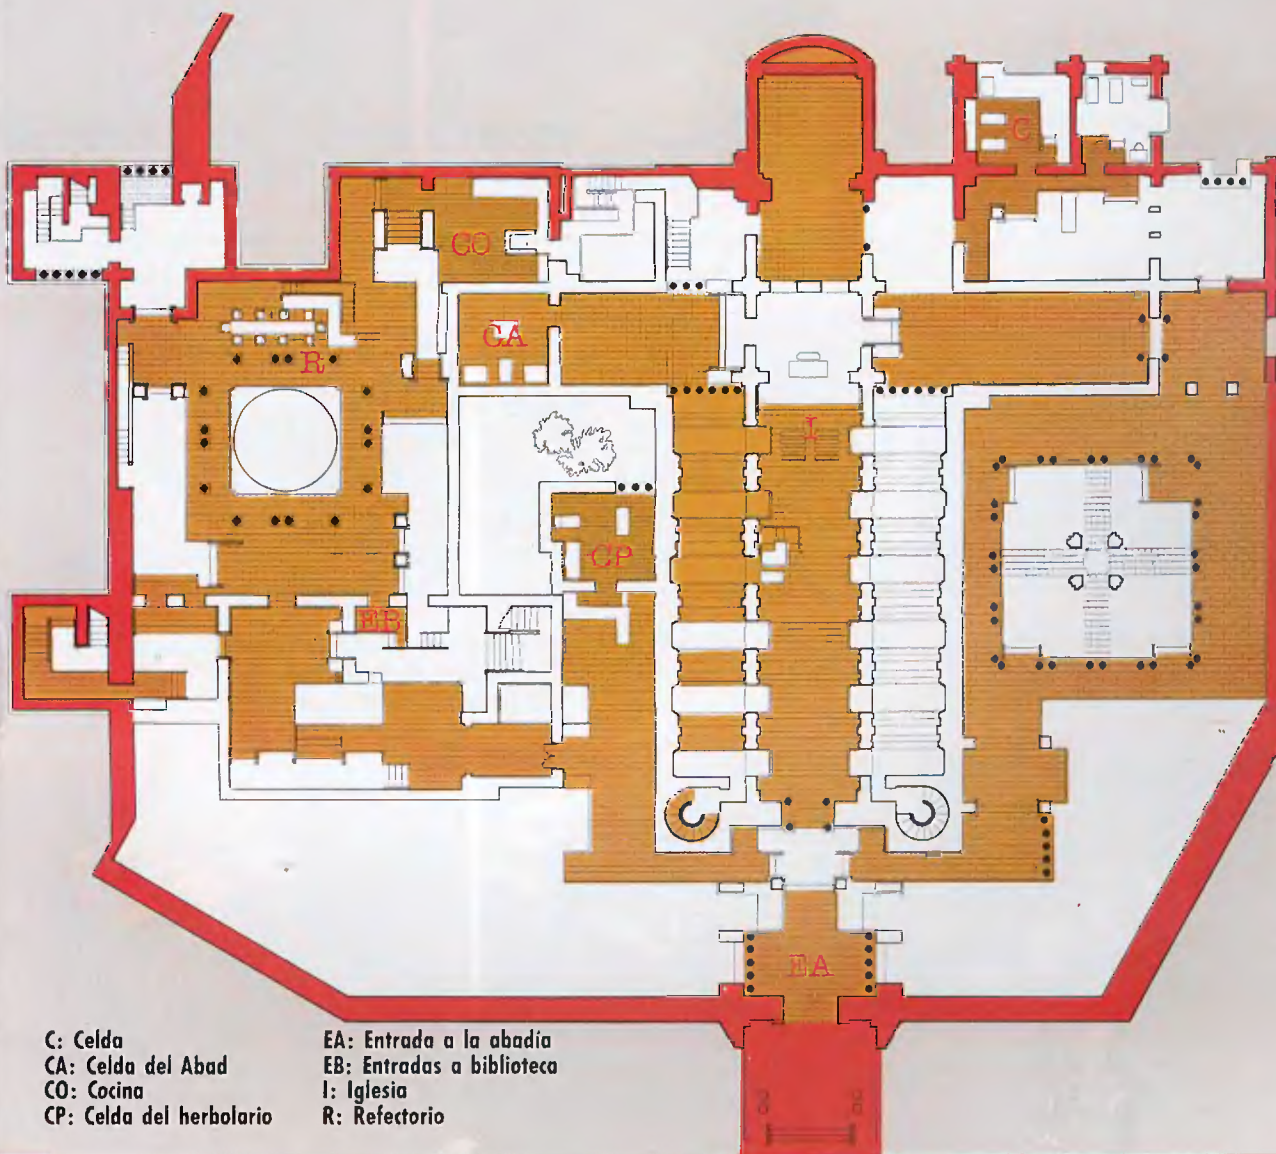 C
CO
CA
R
I
CP
EB
EA
C: Celda
CA: Celda del Abad
CO: Cocina
CP: Celda del herbolario
EA: Entrada a la abadía
EB: Entradas a biblioteca
I: Iglesia
R: Refectorio